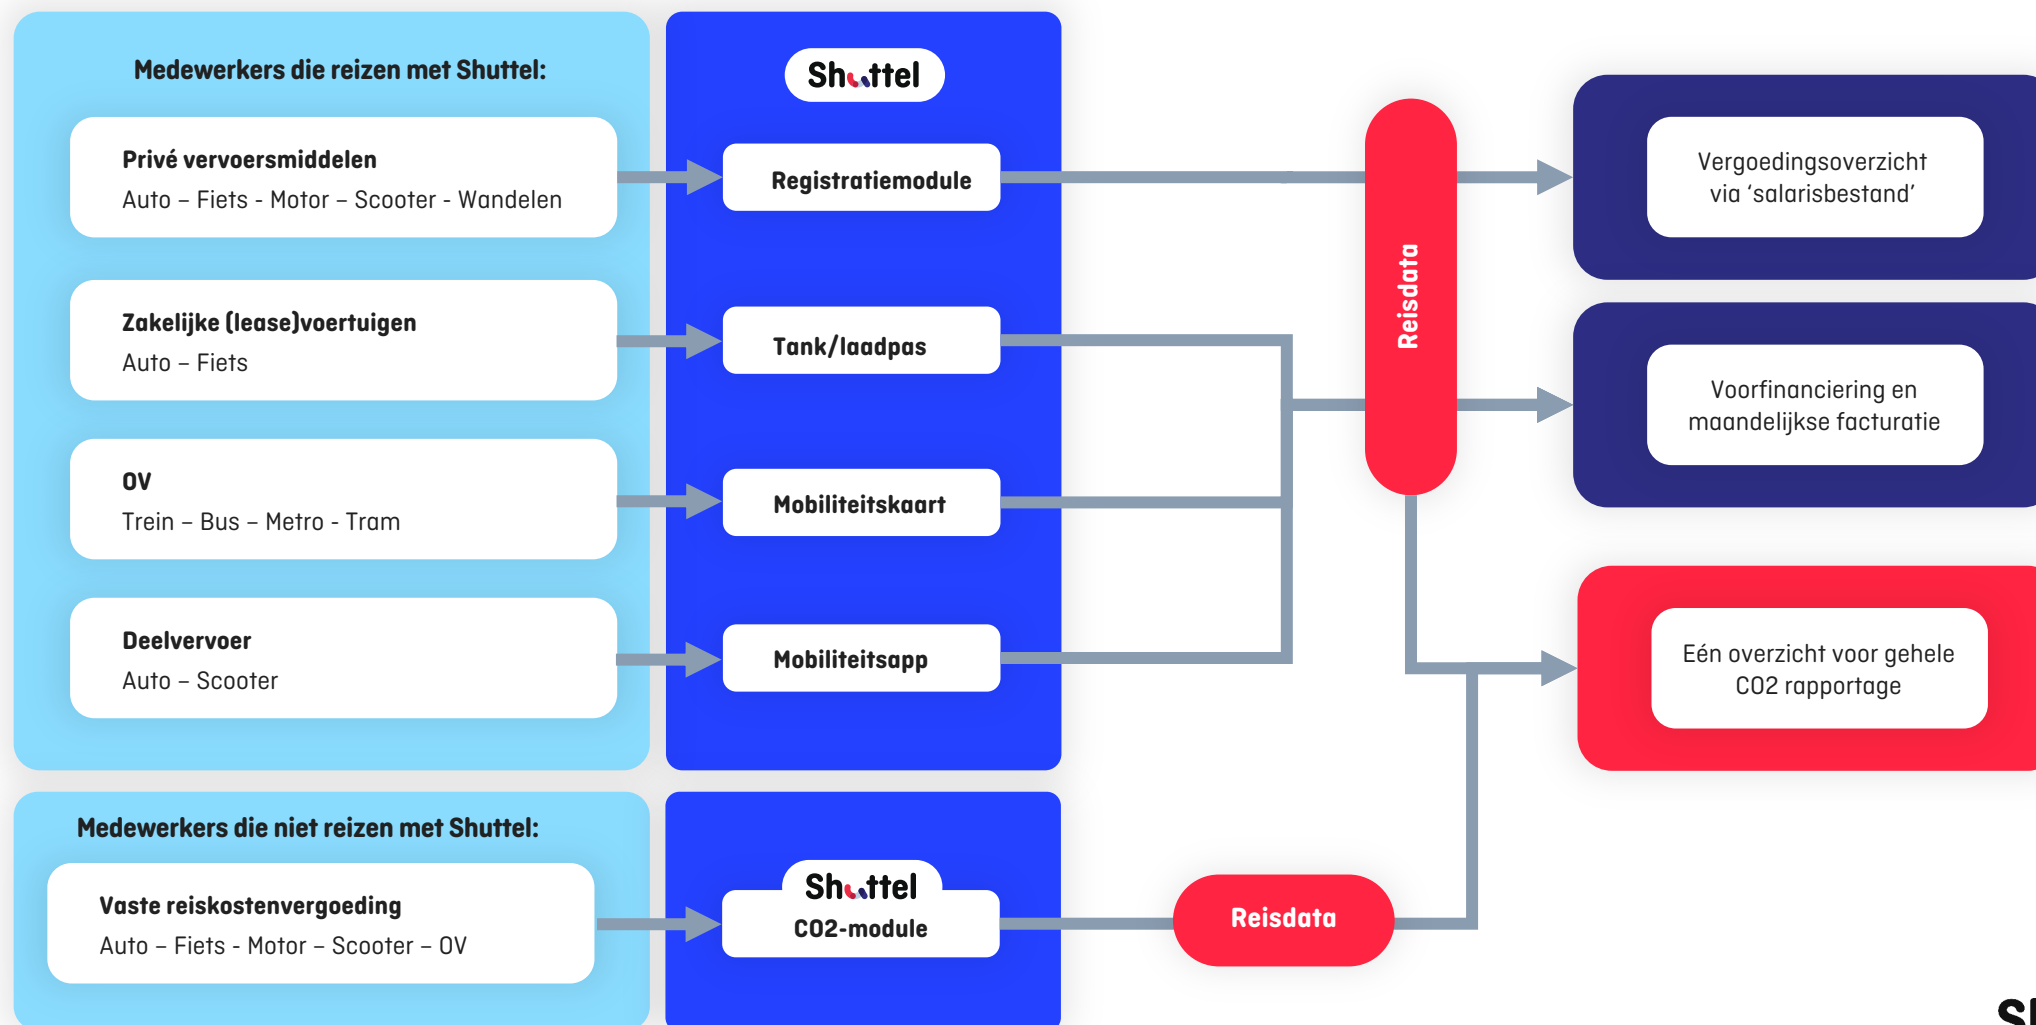 Medewerkers die reizen met Shuttel:
Privé vervoersmiddelen
Auto – Fiets - Motor – Scooter - Wandelen
Zakelijke (lease)voertuigen
Auto – Fiets
OV
Trein – Bus – Metro - Tram
Deelvervoer
Auto – Scooter
Shuttel
Registratiemodule
Tank/laadpas
Mobiliteitskaart
Mobiliteitsapp
Reisdata
Vergoedingsoverzicht
via ‘salarisbestand’
Voorfinanciering en
maandelijkse facturatie
Eén overzicht voor gehele
CO2 rapportage
Medewerkers die niet reizen met Shuttel:
Vaste reiskostenvergoeding
Auto – Fiets - Motor – Scooter – OV
Shuttel
CO2-module
Reisdata